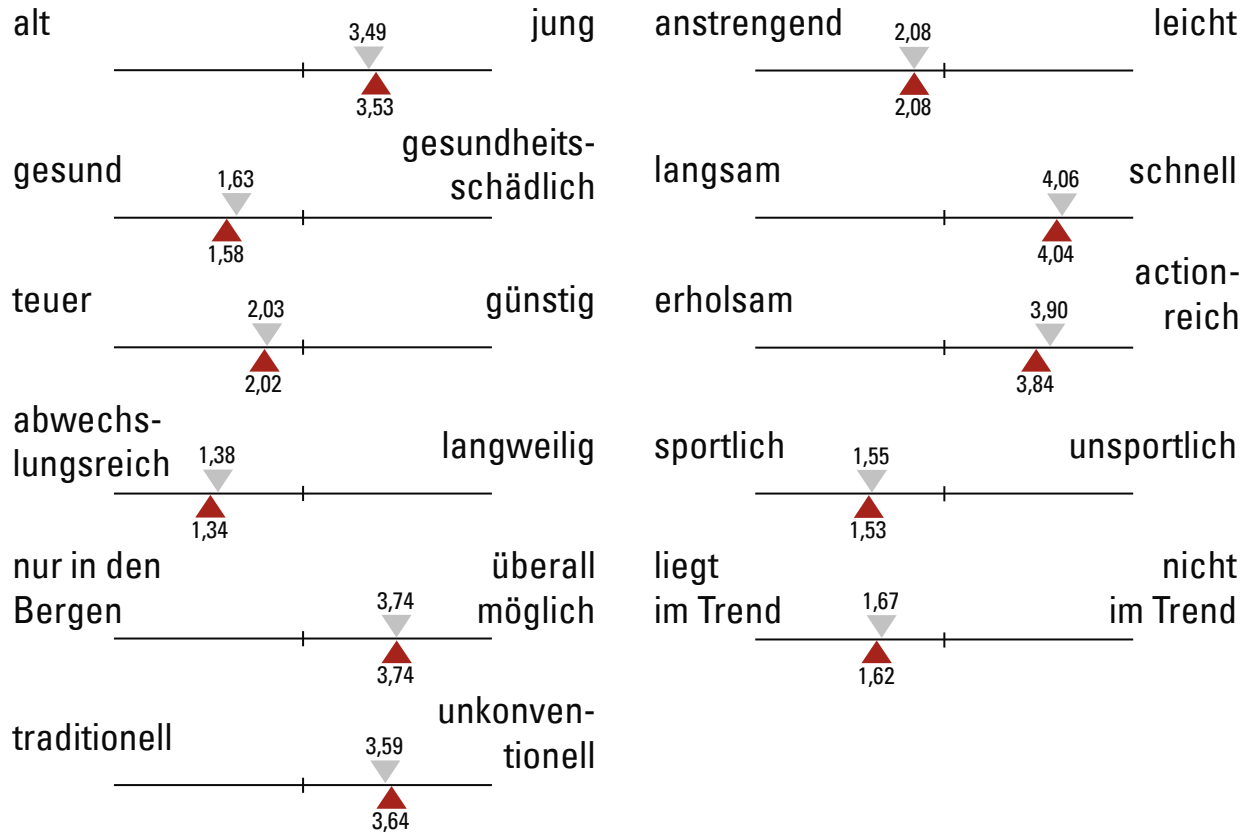 alt
jung
3,49
3,53
gesund
gesundheits-
schädlich
1,63
1,58
teuer
günstig
2,03
2,02
abwechs-
lungsreich
langweilig
1,38
1,34
nur in den
Bergen
überall
möglich
3,74
3,74
traditionell
unkonven-
tionell
3,59
3,64
anstrengend
leicht
2,08
2,08
langsam
schnell
4,06
4,04
erholsam
action-
reich
3,90
3,84
sportlich
unsportlich
1,55
1,53
liegt
im Trend
nicht
im Trend
1,67
1,62